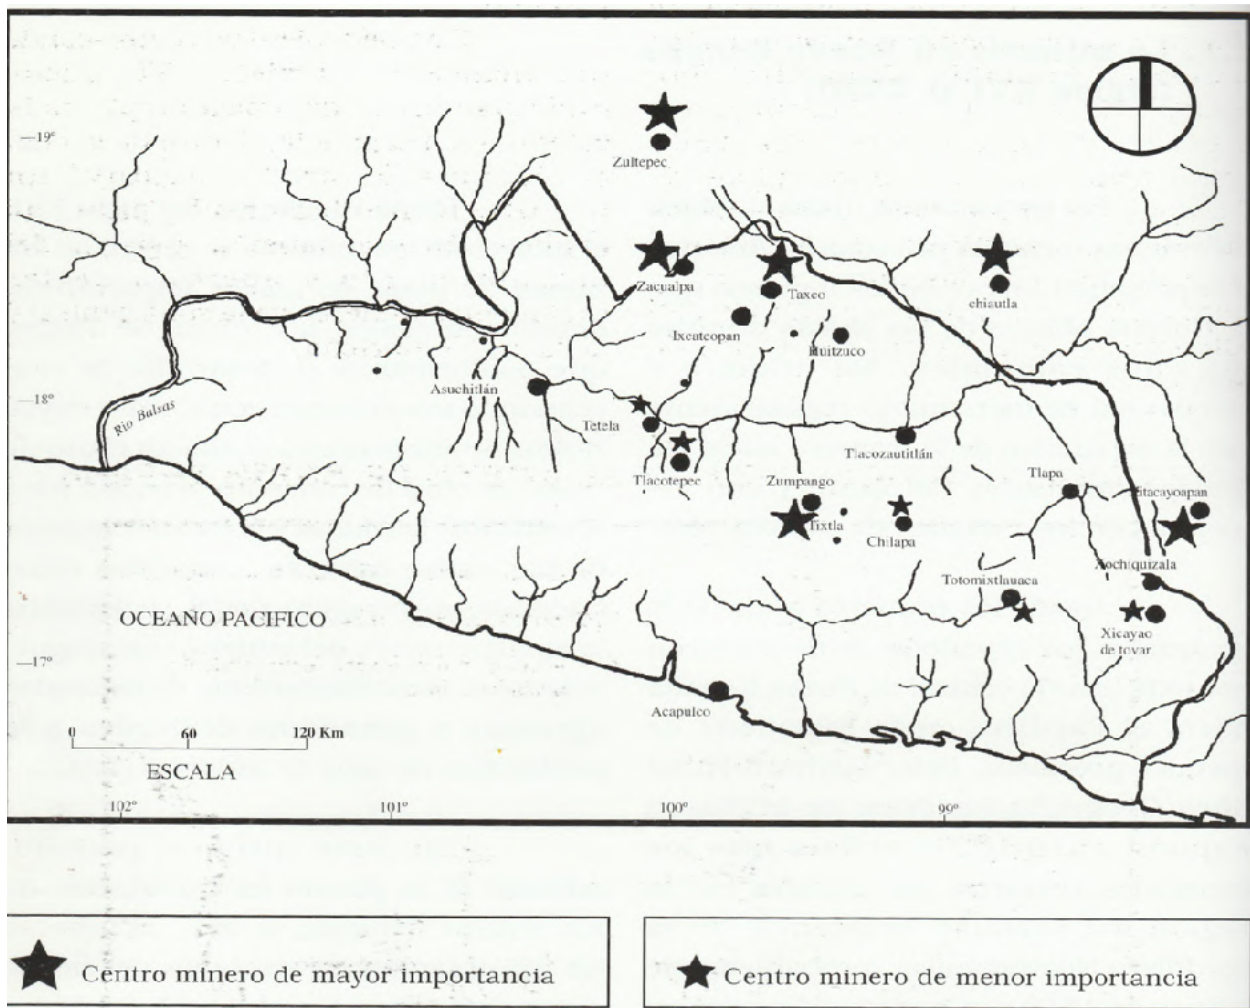 —19°
Zultepec
Zacualpa
Taxco
chiautla
Ixcatcopan
Huitzuco
Asuchitlán
—18°
Río Balsas
Tetela
Tlacozautitlán
Tlacotepec
Zumpango
Tlapa
Tixtla
Chilapa
Xochiquizala
Totomixtlauaca
OCEANO PACIFICO
Xicayao
de tovar
—17°
Acapulco
0 60 120 Km
ESCALA
102° 101° 100° 99°
Centro minero de mayor importancia
Centro minero de menor importancia